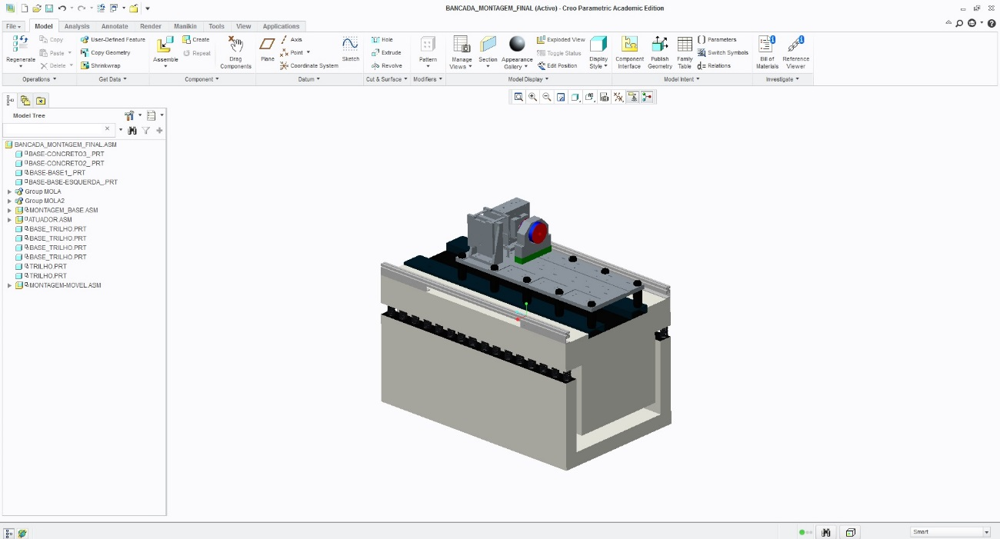 BANCADA_MONTAGEM_FINAL (Active) - Creo Parametric Academic Edition
File Model Analysis Annotate Render Manikin Tools View Applications
Regenerate
Copy
Paste
Delete
Operations
User-Defined Feature
Copy Geometry
Shrinkwrap
Get Data
Assemble
Create
Repeat
Drag
Components
Component
Plane
Axis
Point
Coordinate System
Sketch
Datum
Hole
Extrude
Revolve
Cut & Surface
Pattern
Modifiers
Manage
Views
Section
Appearance
Gallery
Exploded View
Toggle Status
Edit Position
Display
Style
Model Display
Component
Interface
Publish
Geometry
Family
Table
Parameters
Switch Symbols
d= Relations
Model Intent
Bill of
Materials
Reference
Viewer
Investigate
Model Tree
BANCADA_MONTAGEM_FINAL.ASM
BASE-CONCRETO3_.PRT
BASE-CONCRETO2_.PRT
BASE-BASE1_.PRT
BASE-BASE-ESQUERDA_.PRT
Group MOLA
Group MOLA2
MONTAGEM_BASE.ASM
ATUADOR.ASM
BASE_TRILHO.PRT
BASE_TRILHO.PRT
BASE_TRILHO.PRT
BASE_TRILHO.PRT
TRILHO.PRT
TRILHO.PRT
MONTAGEM-MOVEL.ASM
Smart